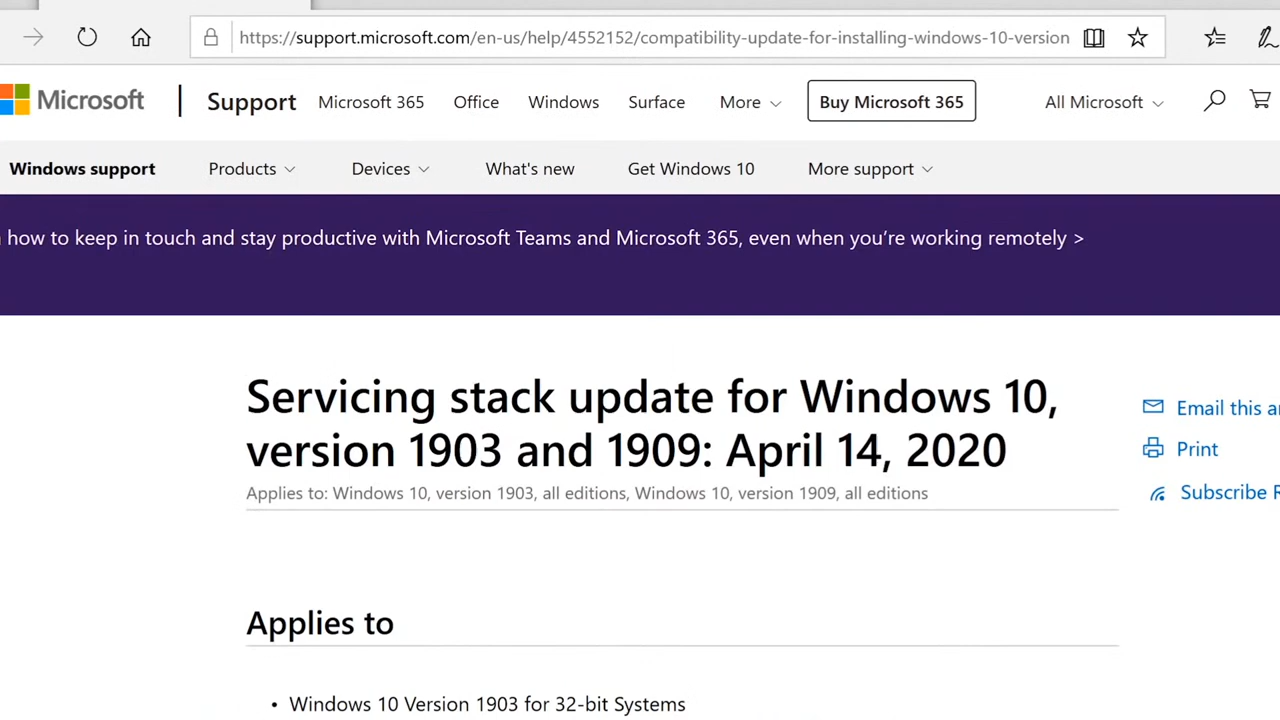 https://support.microsoft.com/en-us/help/4552152/compatibility-update-for-installing-windows-10-version
Microsoft | Support Microsoft 365 Office Windows Surface More Buy Microsoft 365 All Microsoft
Windows support Products Devices What's new Get Windows 10 More support
how to keep in touch and stay productive with Microsoft Teams and Microsoft 365, even when you're working remotely >
Servicing stack update for Windows 10,
version 1903 and 1909: April 14, 2020
Applies to: Windows 10, version 1903, all editions, Windows 10, version 1909, all editions
Email this
Print
Subscribe
Applies to
• Windows 10 Version 1903 for 32-bit Systems